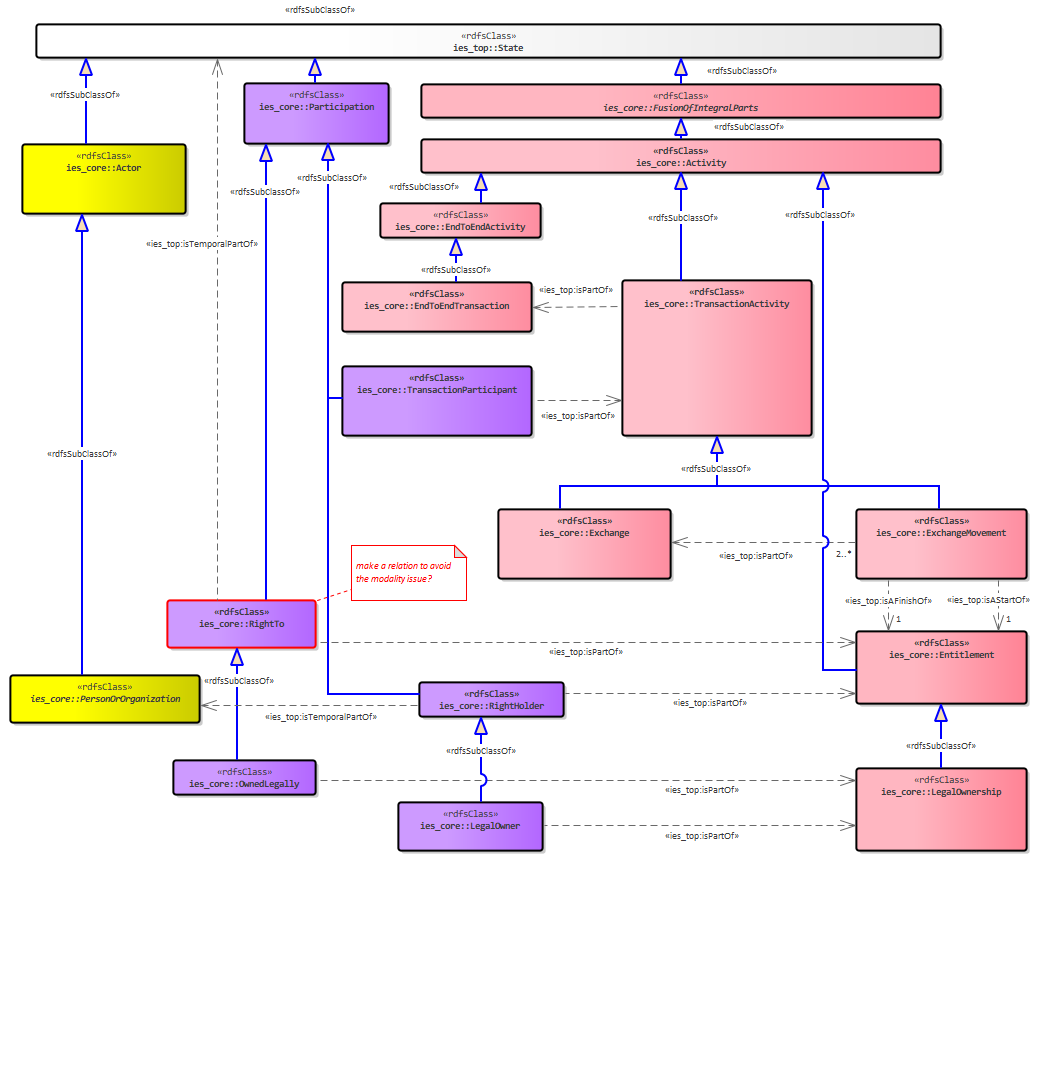 «rdfsSubClassOf»
«rdfsClass»
ies_top::State
«rdfsSubClassOf»
«rdfsSubClassOf»
«rdfsClass»
ies_core::Participation
«rdfsClass»
ies_core::FusionOfIntegralParts
«rdfsSubClassOf»
«rdfsClass»
ies_core::Actor
«rdfsClass»
ies_core::Activity
«rdfsSubClassOf»
«rdfsSubClassOf»
«rdfsSubClassOf»
«rdfsSubClassOf»
«rdfsSubClassOf»
«rdfsClass»
ies_core::EndToEndActivity
«ies_top:isTemporalPartOf»
«rdfsSubClassOf»
«rdfsClass»
ies_core::EndToEndTransaction
«ies_top:isPartOf»
«rdfsClass»
ies_core::TransactionActivity
«rdfsClass»
ies_core::TransactionParticipant
«ies_top:isPartOf»
«rdfsSubClassOf»
«rdfsSubClassOf»
«rdfsClass»
ies_core::Exchange
«rdfsClass»
ies_core::ExchangeMovement
«ies_top:isPartOf»
2..*
make a relation to avoid
the modality issue?
«ies_top:isAFinishOf»
«ies_top:isAStartOf»
1
1
«rdfsClass»
ies_core::RightTo
«ies_top:isPartOf»
«rdfsClass»
ies_core::Entitlement
«rdfsClass»
ies_core::PersonOrOrganization
«rdfsSubClassOf»
«rdfsClass»
ies_core::RightHolder
«ies_top:isTemporalPartOf»
«ies_top:isPartOf»
«rdfsSubClassOf»
«rdfsSubClassOf»
«rdfsClass»
ies_core::OwnedLegally
«ies_top:isPartOf»
«rdfsClass»
ies_core::LegalOwnership
«rdfsClass»
ies_core::LegalOwner
«ies_top:isPartOf»